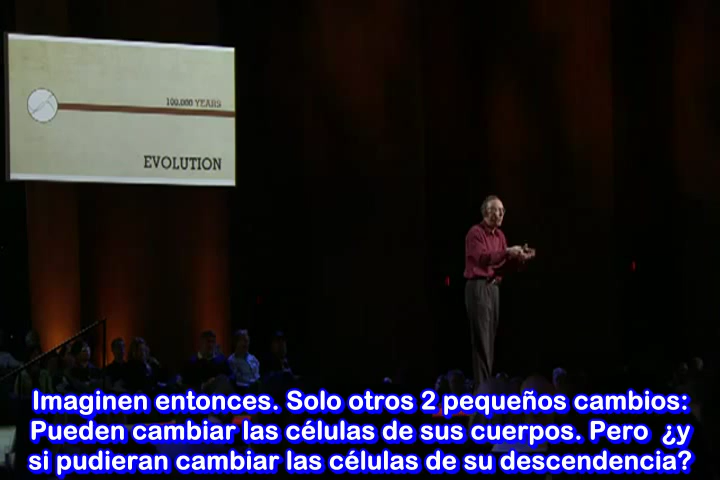 100,000 YEARS
EVOLUTION
Imaginen entonces. Solo otros 2 pequeños cambios:
Pueden cambiar las células de sus cuerpos. Pero ¿y
si pudieran cambiar las células de su descendencia?